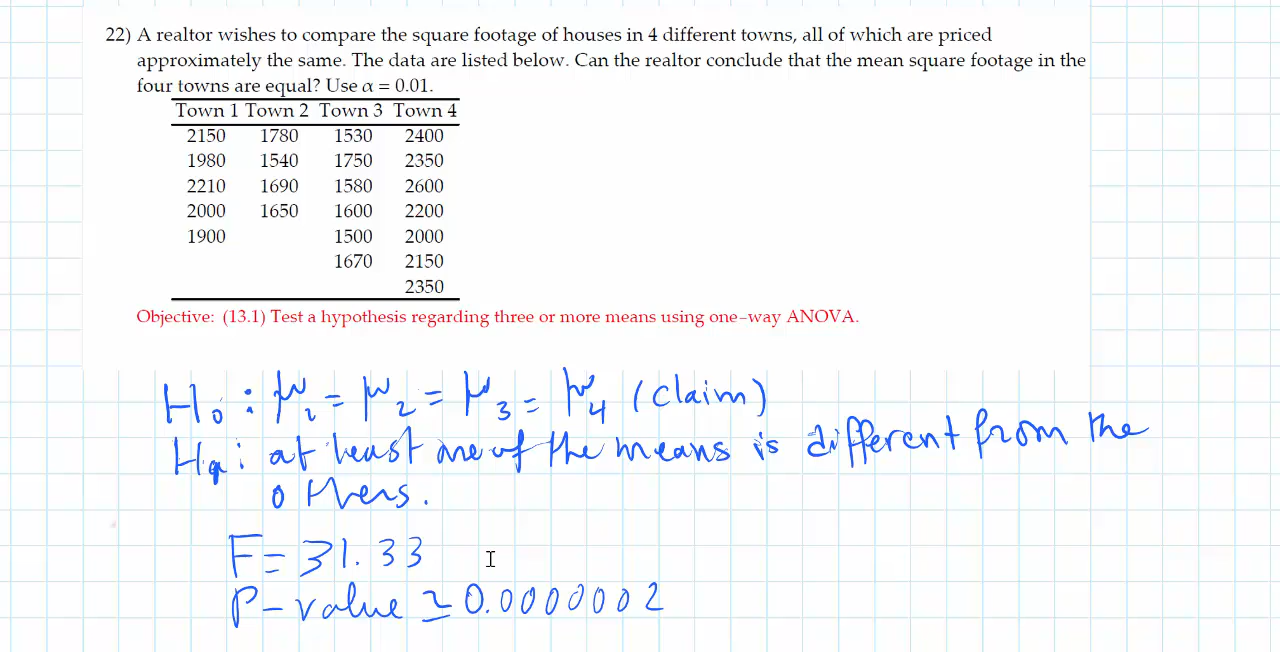 22) A realtor wishes to compare the square footage of houses in 4 different towns, all of which are priced
approximately the same. The data are listed below. Can the realtor conclude that the mean square footage in the
four towns are equal? Use α = 0.01.
Town 1 Town 2 Town 3 Town 4
2150 1780 1530 2400
1980 1540 1750 2350
2210 1690 1580 2600
2000 1650 1600 2200
1900 1500 2000
1670 2150
2350
Objective: (13.1) Test a hypothesis regarding three or more means using one-way ANOVA.
H₀: μ₁ = μ₂ = μ₃ = μ₄ (claim)
Hₐ: at least one of the means is different from the
others.
F = 31.33
P-value ≃ 0.0000002